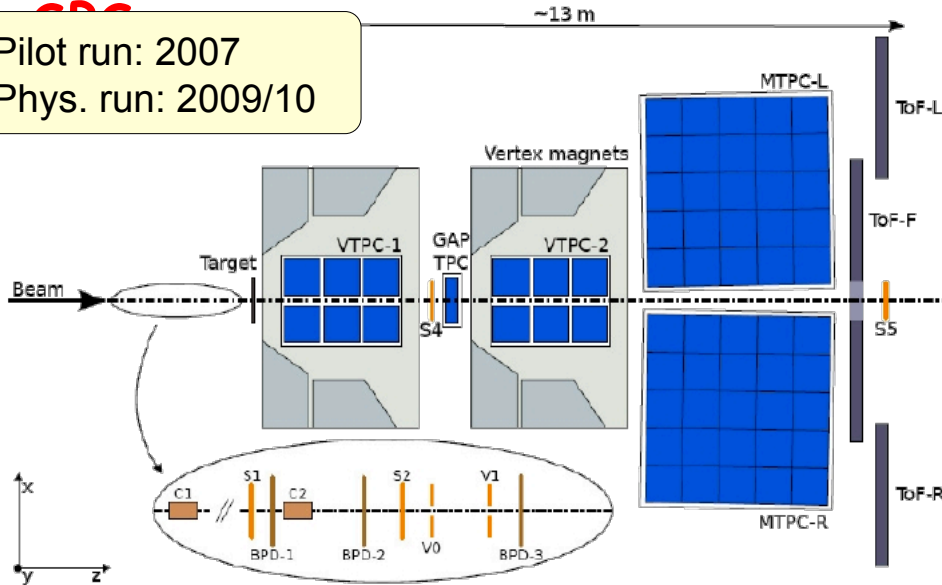 ~13 m
Pilot run: 2007
Phys. run: 2009/10
MTPC-L
ToF-L
Vertex magnets
ToF-F
VTPC-1
GAP
TPC
VTPC-2
Target
Beam
S4
S5
S1
C1
C2
S2
V1
BPD-1
BPD-2
V0
BPD-3
MTPC-R
ToF-R
x
y
z